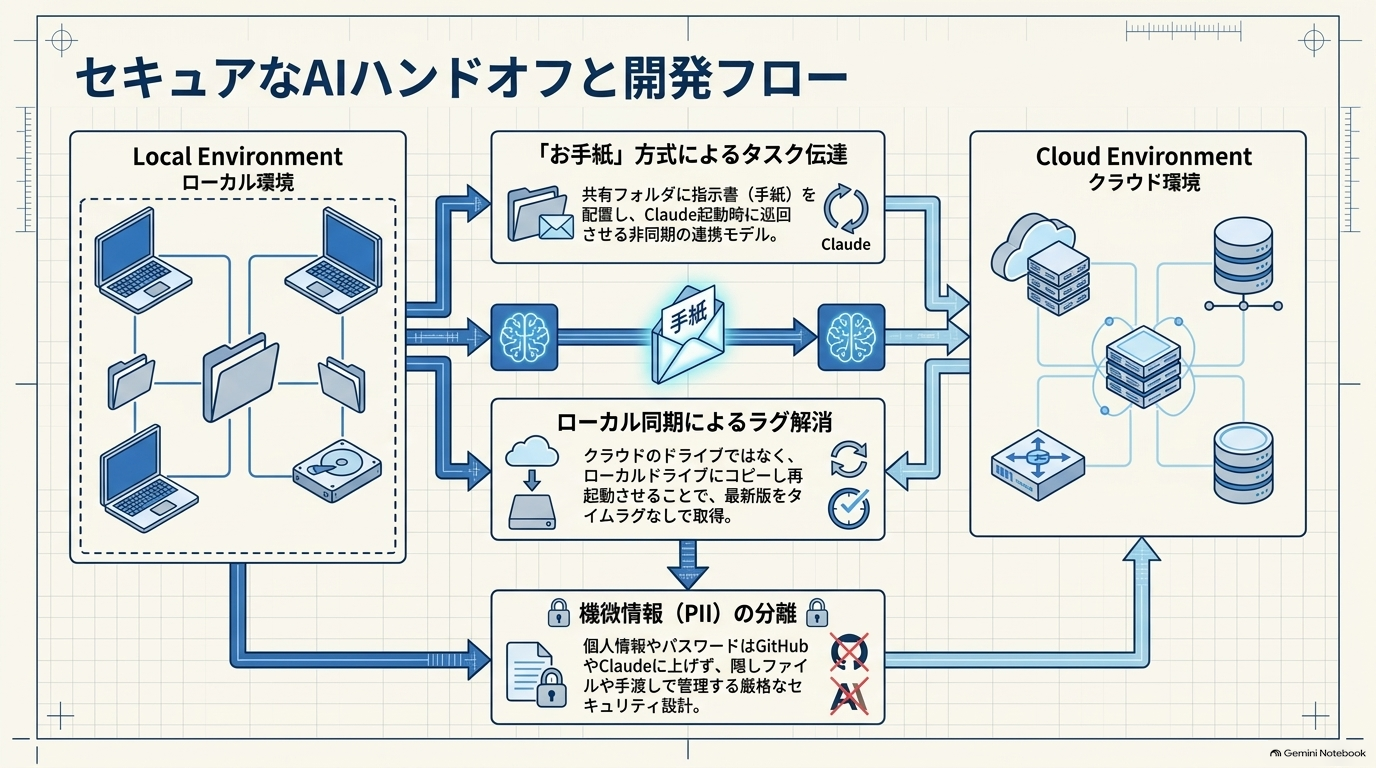 セキュアなAIハンドオフと開発フロー
Local Environment
ローカル環境
「お手紙」方式によるタスク伝達
共有フォルダに指示書（手紙）を
配置し、Claude起動時に巡回
させる非同期の連携モデル。
Claude
手紙
ローカル同期によるラグ解消
クラウドのドライブではなく、
ローカルドライブにコピーし再
起動させることで、最新版をタ
イムラグなしで取得。
機微情報（PII）の分離
個人情報やパスワードはGitHub
やClaudeに上げず、隠しファイ
ルや手渡しで管理する厳格なセ
キュリティ設計。
Cloud Environment
クラウド環境
Gemini Notebook